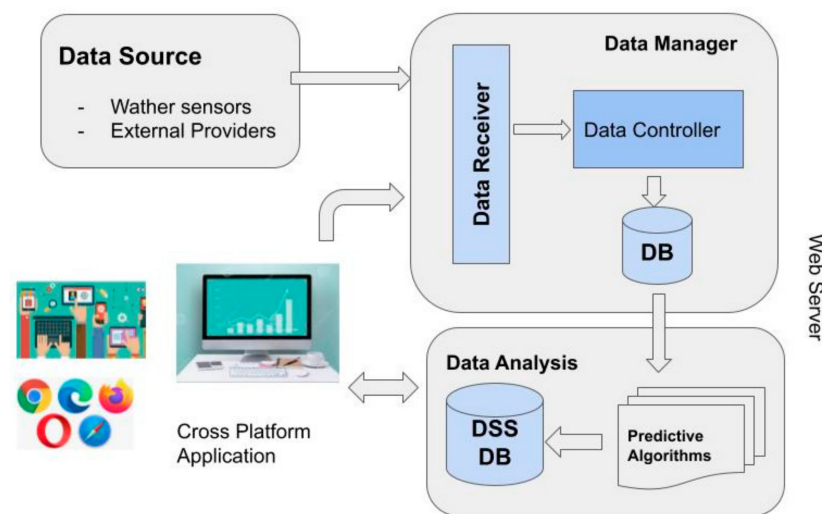 Data Source
- Wather sensors
- External Providers
Data Manager
Data Receiver
Data Controller
DB
Web Server
Data Analysis
DSS
DB
Predictive
Algorithms
Cross Platform
Application